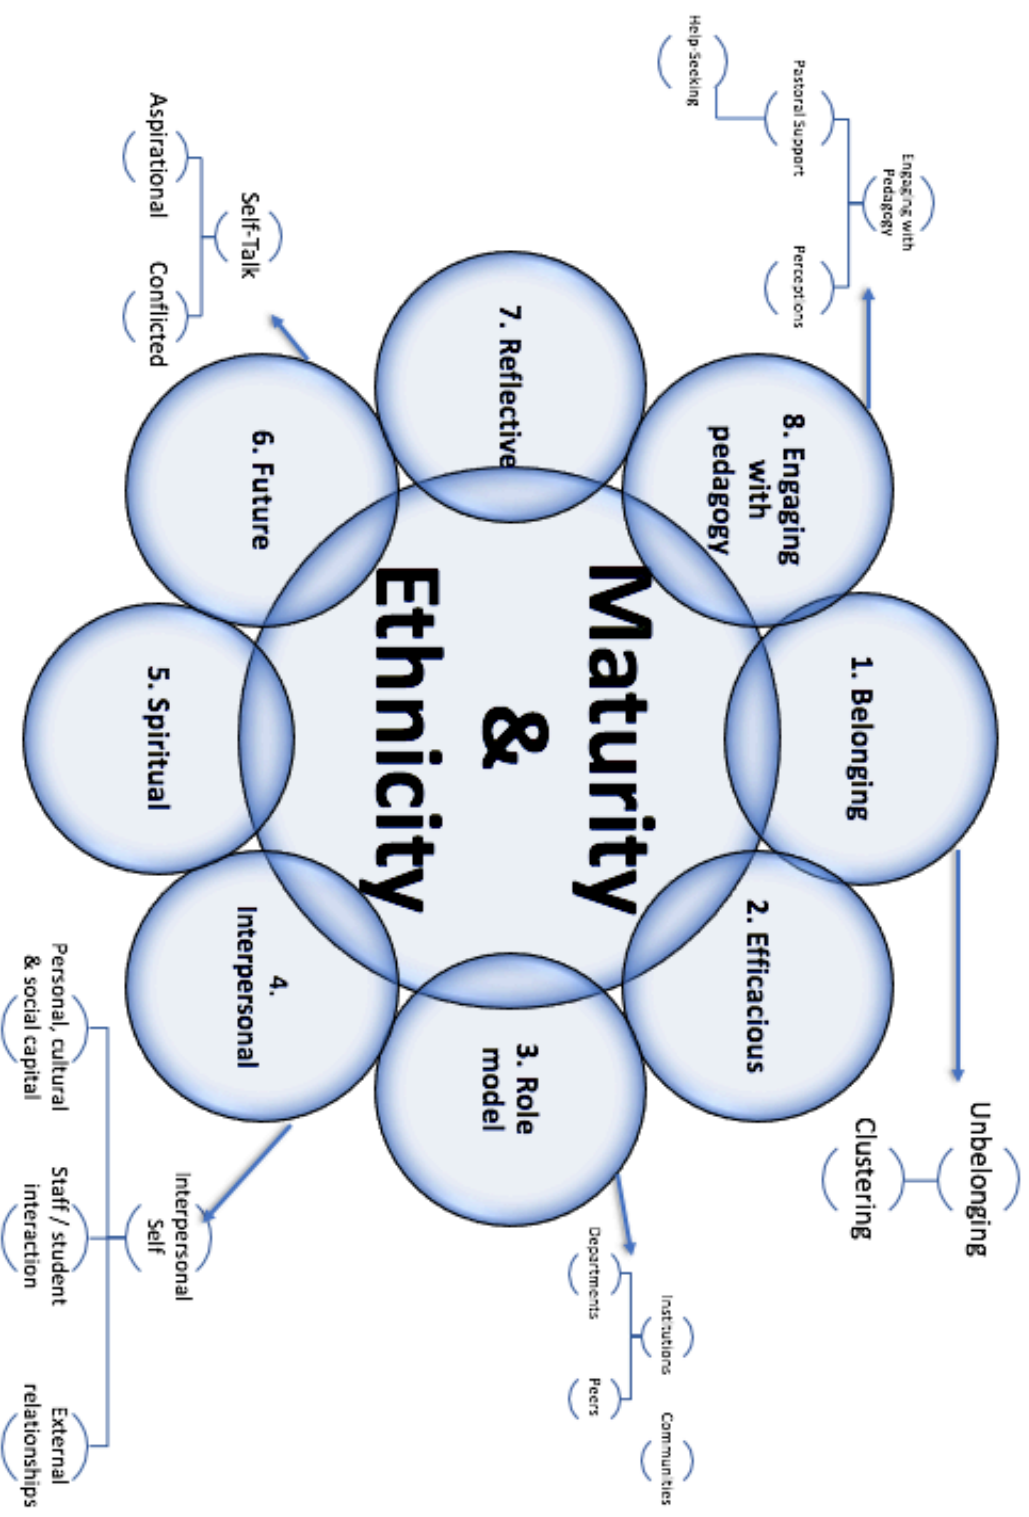 Maturity
&
Ethnicity
1. Belonging
2. Efficacious
3. Role
model
4.
Interpersonal
5. Spiritual
6. Future
7. Reflective
8. Engaging
with
pedagogy
Unbelonging
Clustering
Institutions
Departments
Peers
Communities
Interpersonal
Self
Personal, cultural
& social capital
Staff / student
interaction
External
relationships
Self-Talk
Aspirational
Conflicted
Engaging with
Pedagogy
Pastoral Support
Help-Seeking
Perceptions